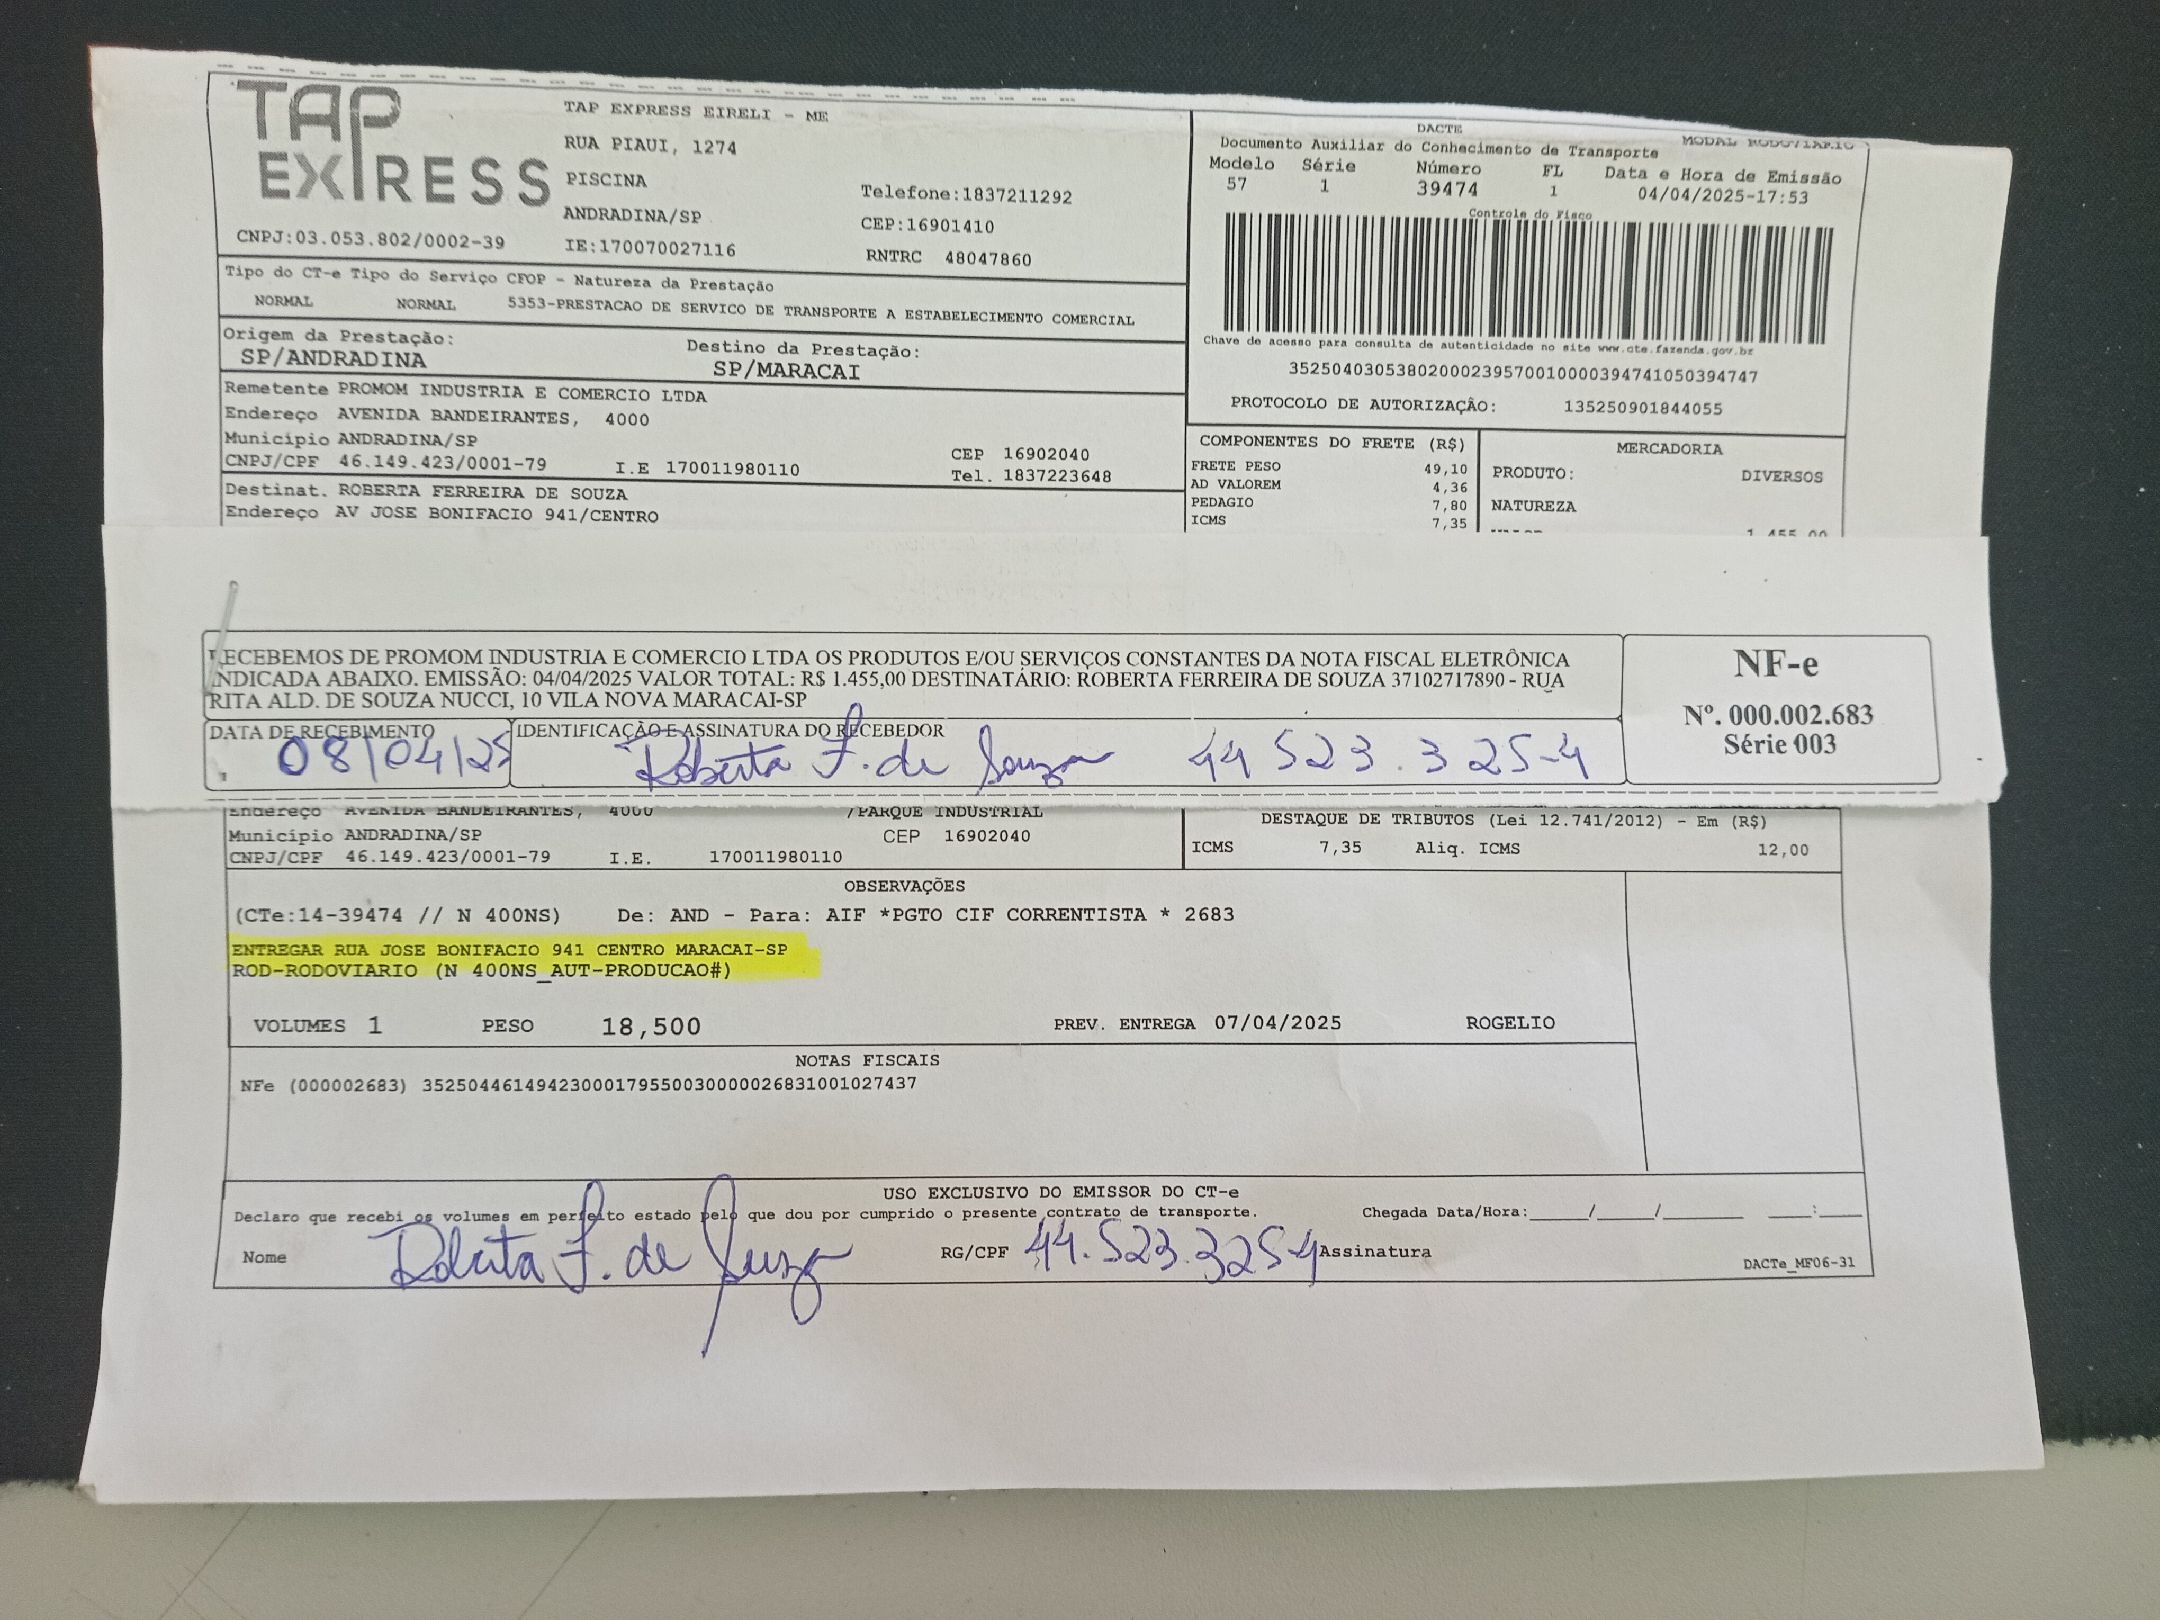 TAP EXPRESS
TAP EXPRESS EIRELI - ME
RUA PIAUI, 1274
PISCINA
ANDRADINA/SP
Telefone:1837211292
CEP:16901410
CNPJ:03.053.802/0002-39
IE:170070027116
RNTRC 48047860
DACTE
MODAL RODOVIARIO
Documento Auxiliar do Conhecimento de Transporte
Modelo Série Número FL Data e Hora de Emissão
57 1 39474 1 04/04/2025-17:53
Controle do Fisco
Chave de acesso para consulta de autenticidade no site www.cte.fazenda.gov.br
35250403053802000239570010000394741050394747
PROTOCOLO DE AUTORIZAÇÃO: 135250901844055
Tipo do CT-e Tipo do Serviço CFOP - Natureza da Prestação
NORMAL NORMAL 5353-PRESTACAO DE SERVICO DE TRANSPORTE A ESTABELECIMENTO COMERCIAL
Origem da Prestação: Destino da Prestação:
SP/ANDRADINA SP/MARACAI
Remetente PROMOM INDUSTRIA E COMERCIO LTDA
Endereço AVENIDA BANDEIRANTES, 4000
Município ANDRADINA/SP CEP 16902040
CNPJ/CPF 46.149.423/0001-79 I.E 170011980110 Tel. 1837223648
Destinat. ROBERTA FERREIRA DE SOUZA
Endereço AV JOSE BONIFACIO 941/CENTRO
COMPONENTES DO FRETE (R$)
FRETE PESO 49,10
AD VALOREM 4,36
PEDAGIO 7,80
ICMS 7,35
MERCADORIA
PRODUTO: DIVERSOS
NATUREZA
1.455,00
RECEBEMOS DE PROMOM INDUSTRIA E COMERCIO LTDA OS PRODUTOS E/OU SERVIÇOS CONSTANTES DA NOTA FISCAL ELETRÔNICA
INDICADA ABAIXO. EMISSÃO: 04/04/2025 VALOR TOTAL: R$ 1.455,00 DESTINATÁRIO: ROBERTA FERREIRA DE SOUZA 37102717890 - RUA
RITA ALD. DE SOUZA NUCCI, 10 VILA NOVA MARACAI-SP
DATA DE RECEBIMENTO IDENTIFICAÇÃO E ASSINATURA DO RECEBEDOR
08/04/25 Roberta F. de Souza 44 523.325-4
NF-e
Nº. 000.002.683
Série 003
Endereço AVENIDA BANDEIRANTES, 4000 /PARQUE INDUSTRIAL
Município ANDRADINA/SP CEP 16902040
CNPJ/CPF 46.149.423/0001-79 I.E. 170011980110
DESTAQUE DE TRIBUTOS (Lei 12.741/2012) - Em (R$)
ICMS 7,35 Aliq. ICMS 12,00
OBSERVAÇÕES
(CTe:14-39474 // N 400NS) De: AND - Para: AIF *PGTO CIF CORRENTISTA * 2683
ENTREGAR RUA JOSE BONIFACIO 941 CENTRO MARACAI-SP
ROD-RODOVIARIO (N 400NS_AUT-PRODUCAO#)
VOLUMES 1 PESO 18,500 PREV. ENTREGA 07/04/2025 ROGELIO
NOTAS FISCAIS
NFe (000002683) 35250446149423000179550030000026831001027437
USO EXCLUSIVO DO EMISSOR DO CT-e
Declaro que recebi os volumes em perfeito estado pelo que dou por cumprido o presente contrato de transporte. Chegada Data/Hora:_____/_____/_______ ____:____
Nome Roberta F. de Souza RG/CPF 44.523.325-4 Assinatura
DACTe_MF06-31